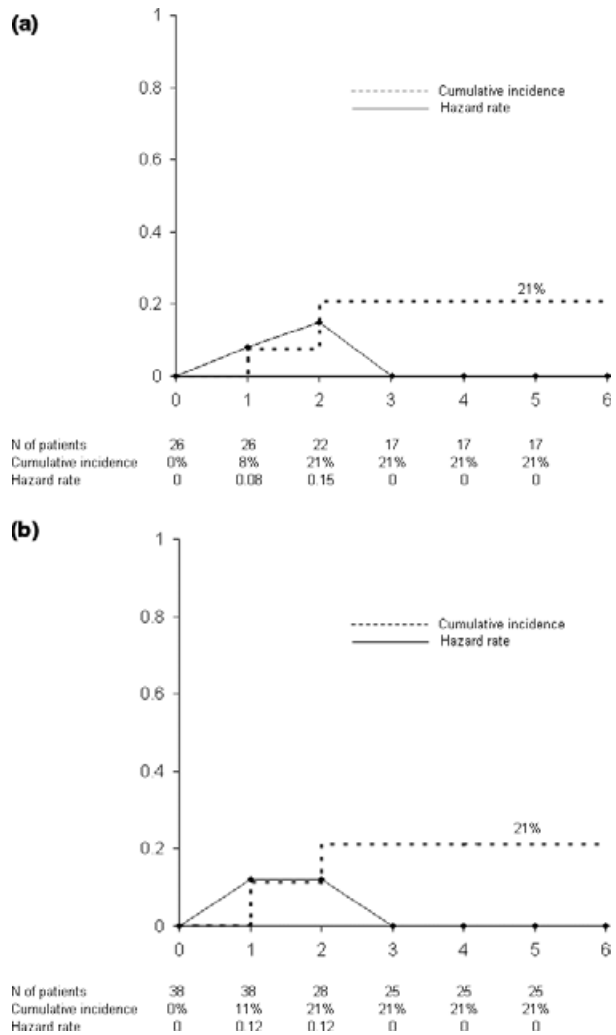 (a)
1
0.8
0.6
0.4
0.2
0
Cumulative incidence
Hazard rate
21%
0 1 2 3 4 5 6
N of patients 26 26 22 17 17 17
Cumulative incidence 0% 8% 21% 21% 21% 21%
Hazard rate 0 0.08 0.15 0 0 0
(b)
1
0.8
0.6
0.4
0.2
0
Cumulative incidence
Hazard rate
21%
0 1 2 3 4 5 6
N of patients 38 38 28 25 25 25
Cumulative incidence 0% 11% 21% 21% 21% 21%
Hazard rate 0 0.12 0.12 0 0 0